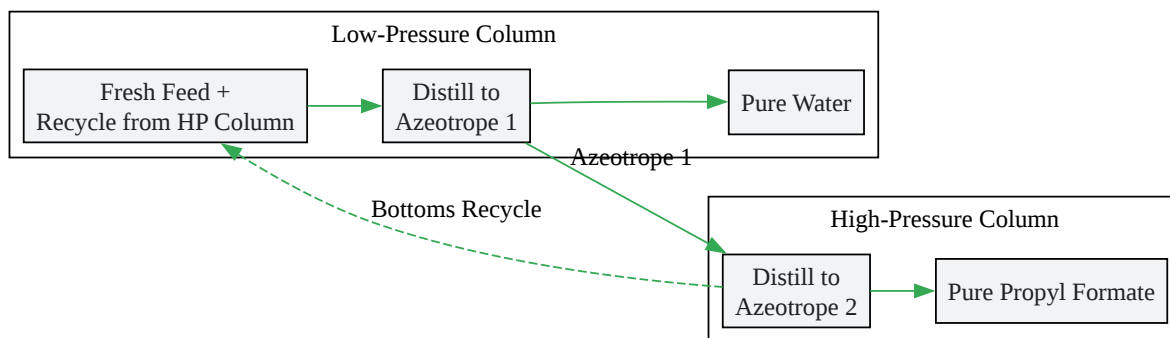 Low-Pressure Column
Fresh Feed +
Recycle from HP Column
Distill to
Azeotrope 1
Pure Water
Azeotrope 1
Bottoms Recycle
High-Pressure Column
Distill to
Azeotrope 2
Pure Propyl Formate